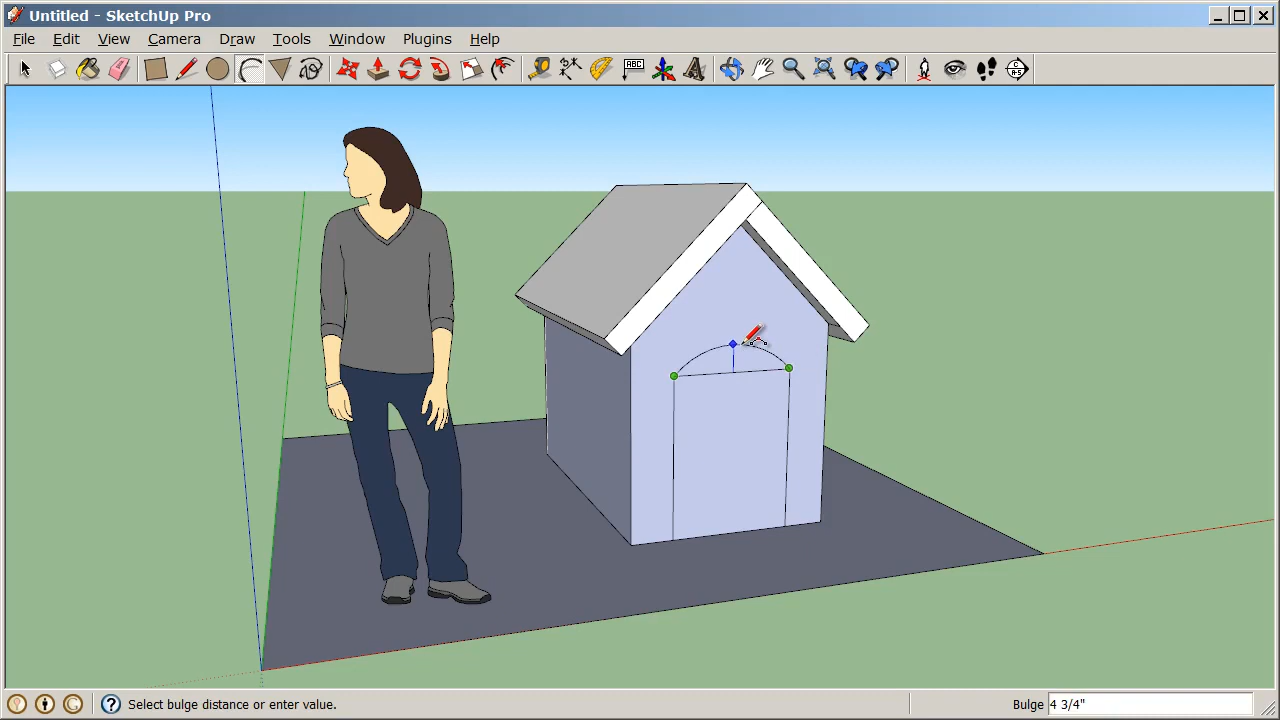 Untitled - SketchUp Pro
File Edit View Camera Draw Tools Window Plugins Help
ABC
Select bulge distance or enter value.
Bulge 4 3/4"